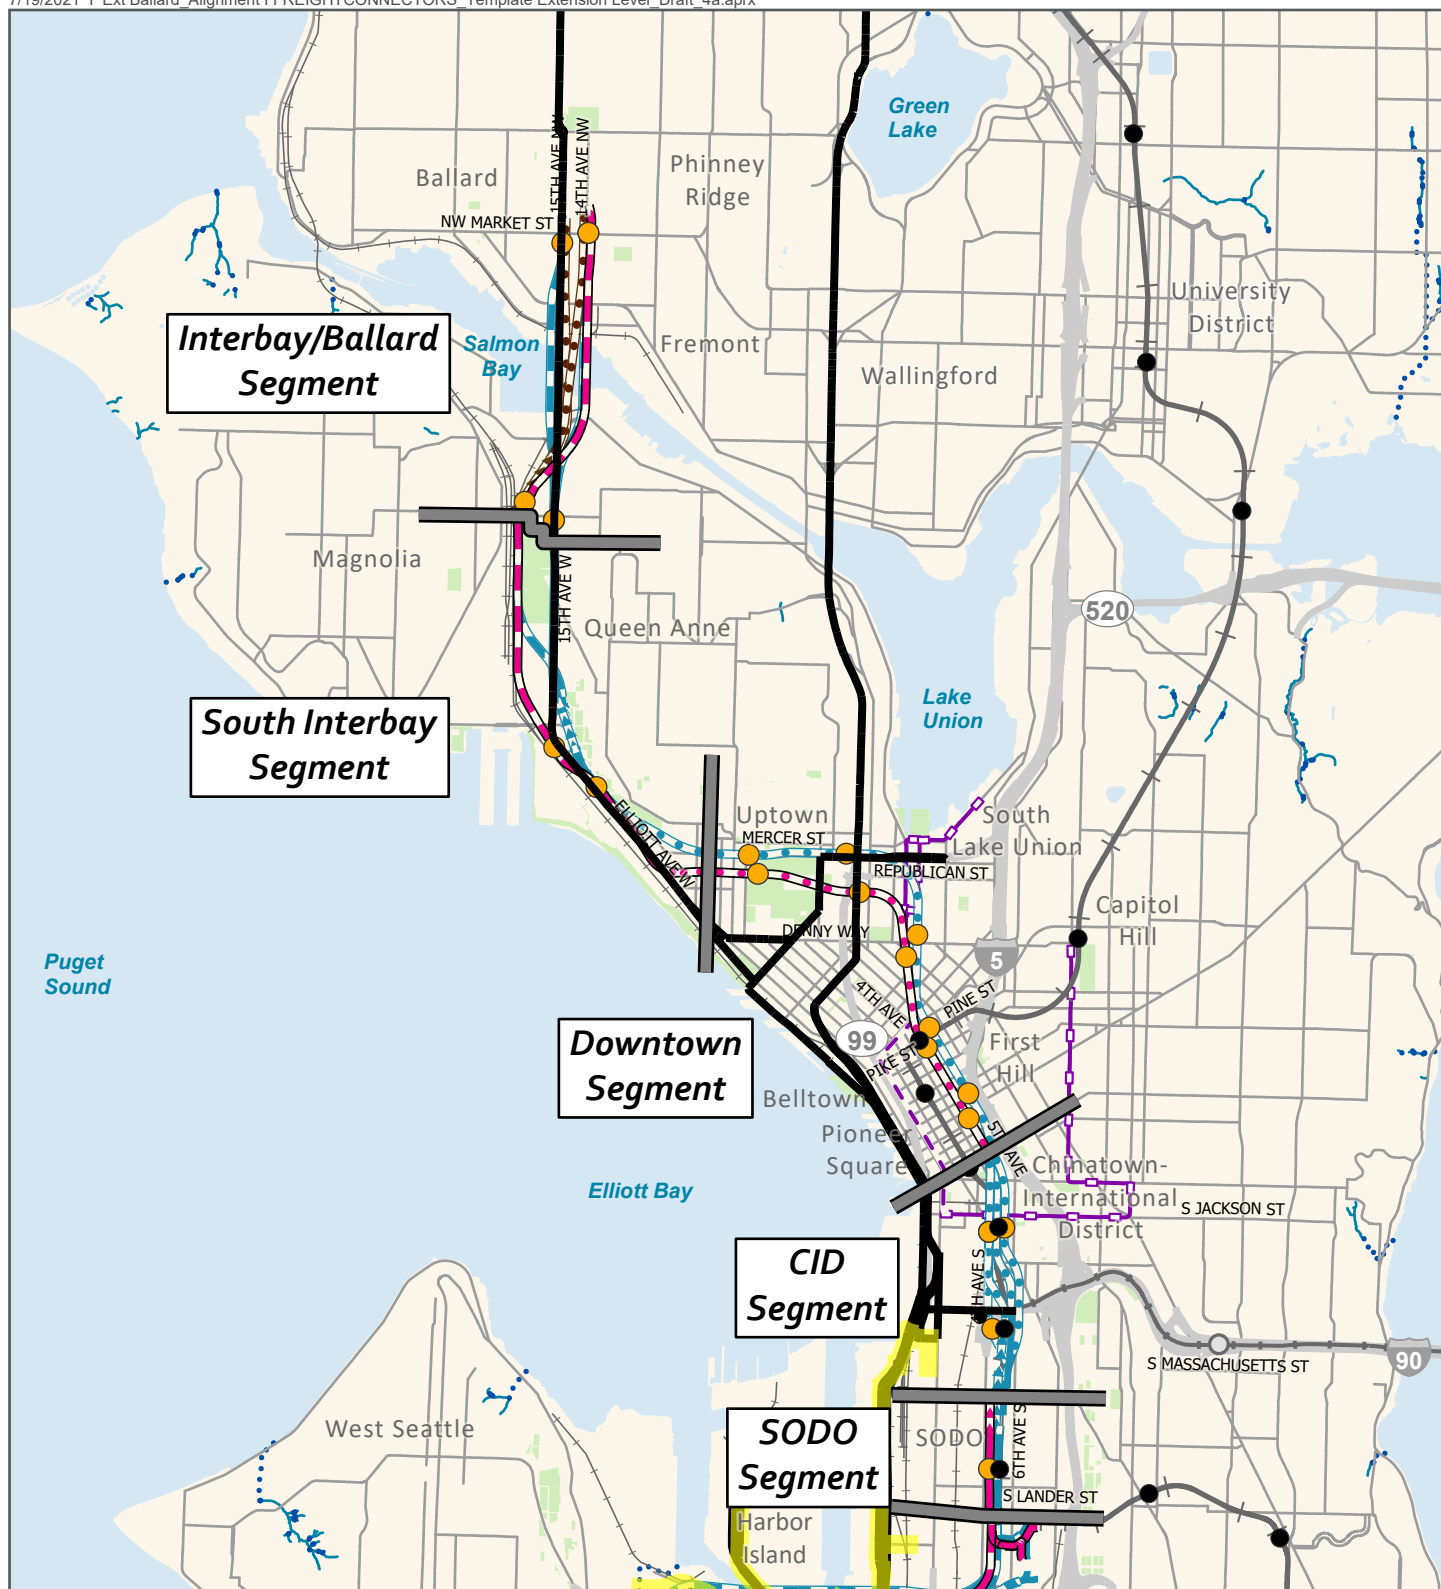 7/19/2021
Green
Lake
15TH AVE NW
14TH AVE NW
Ballard
Phinney
Ridge
NW MARKET ST
University
District
Interbay/Ballard
Segment
Salmon
Bay
Fremont
Wallingford
Magnolia
15TH AVE W
Queen Anne
520
Lake
Union
South Interbay
Segment
ELLIOTT AVE W
Uptown
MERCER ST
South
Lake Union
REPUBLICAN ST
Capitol
Hill
DENNY WAY
5
Puget
Sound
4TH AVE
PINE ST
99
PIKE ST
First
Hill
Downtown
Segment
Belltown
Pioneer
Square
AVE
Chinatown-
International
District
Elliott Bay
S JACKSON ST
CID
Segment
AVE S
S MASSACHUSETTS ST
90
West Seattle
SODO
Segment
SODO
6TH AVE S
S LANDER ST
Harbor
Island